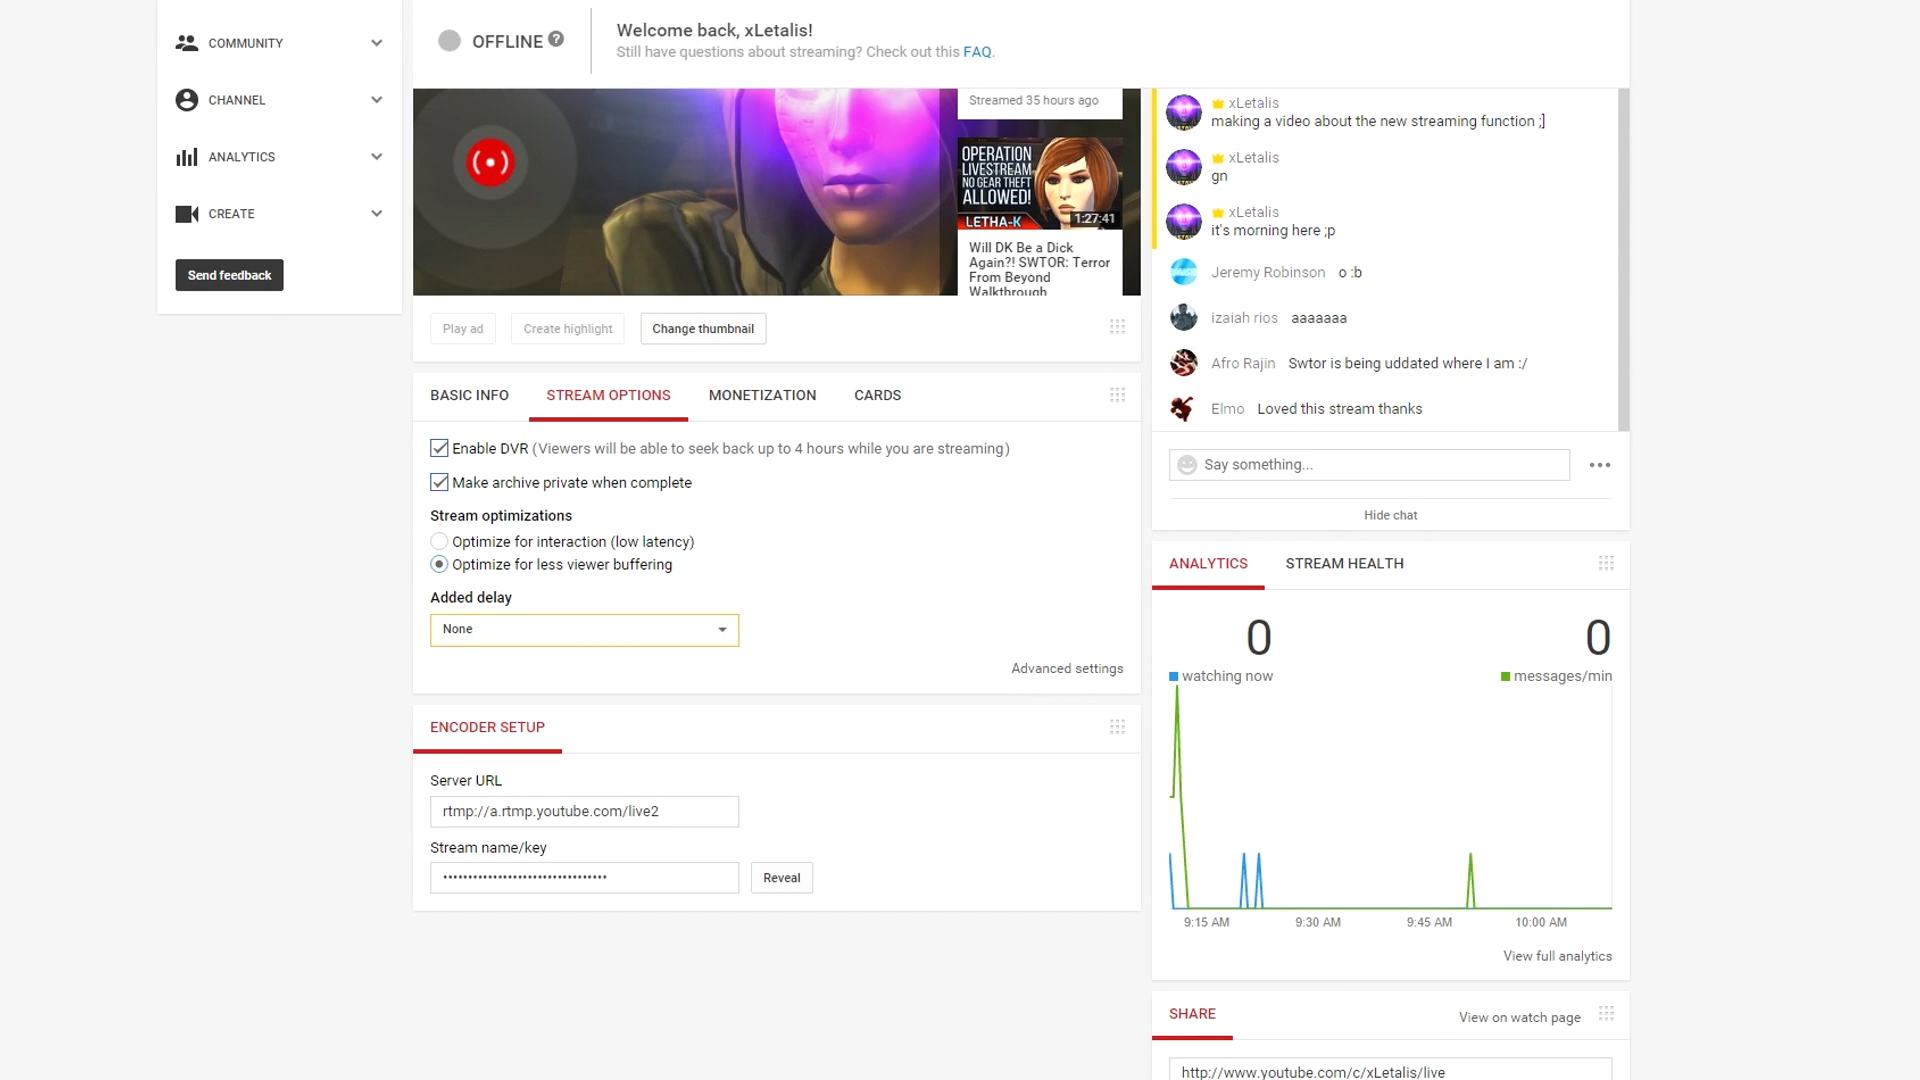 COMMUNITY
CHANNEL
ANALYTICS
CREATE
Send feedback
OFFLINE ?
Welcome back, xLetalis!
Still have questions about streaming? Check out this FAQ.
Streamed 35 hours ago
OPERATION
LIVESTREAM
NO GEAR THEFT
ALLOWED!
LETHA-K
1:27:41
Will DK Be a Dick
Again?! SWTOR: Terror
From Beyond
Walkthrough
Play ad
Create highlight
Change thumbnail
BASIC INFO
STREAM OPTIONS
MONETIZATION
CARDS
Enable DVR (Viewers will be able to seek back up to 4 hours while you are streaming)
Make archive private when complete
Stream optimizations
Optimize for interaction (low latency)
Optimize for less viewer buffering
Added delay
None
Advanced settings
ENCODER SETUP
Server URL
rtmp://a.rtmp.youtube.com/live2
Stream name/key
•••••••••••••••••••••••••••••••••
Reveal
xLetalis
making a video about the new streaming function ;]
xLetalis
gn
xLetalis
it's morning here ;p
Jeremy Robinson o :b
izaiah rios aaaaaaa
Afro Rajin Swtor is being uddated where I am :/
Elmo Loved this stream thanks
Say something...
Hide chat
ANALYTICS
STREAM HEALTH
0
0
watching now
messages/min
9:15 AM
9:30 AM
9:45 AM
10:00 AM
View full analytics
SHARE
View on watch page
http://www.youtube.com/c/xLetalis/live